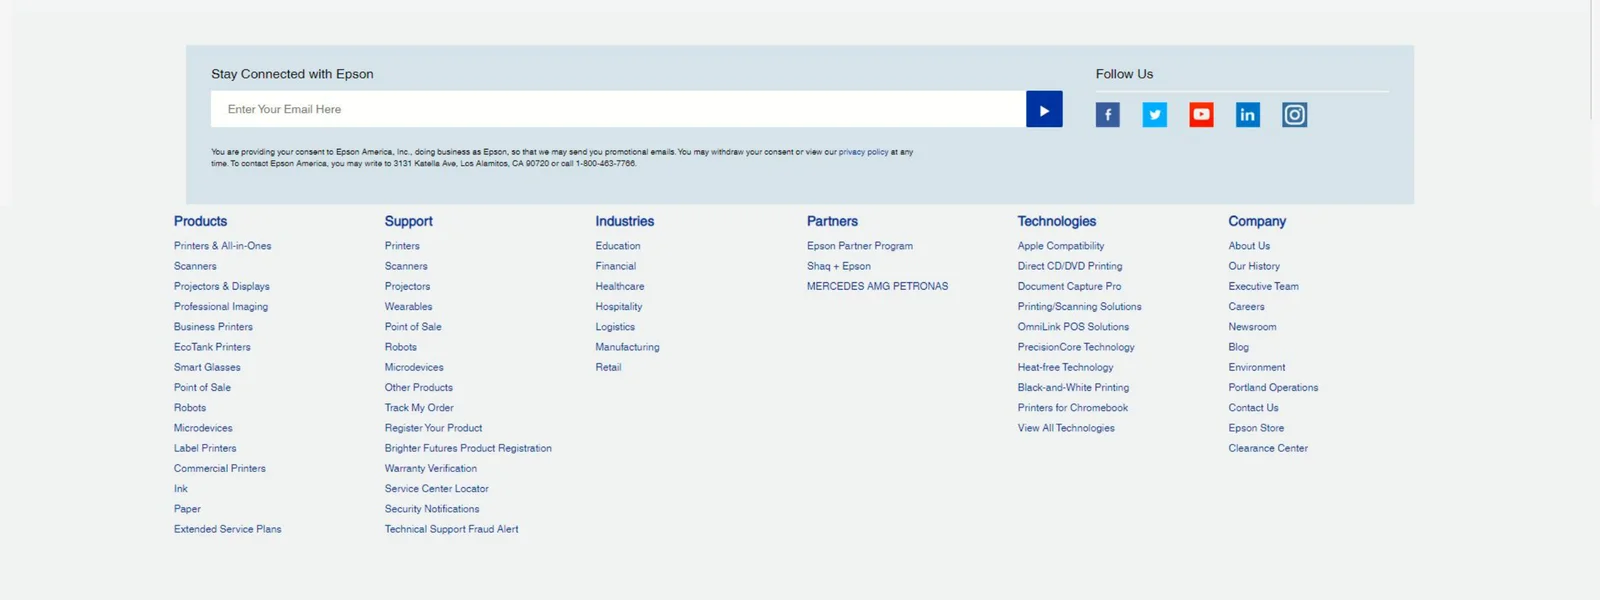 Stay Connected with Epson
Enter Your Email Here
You are providing your consent to Epson America, Inc., doing business as Epson, so that we may send you promotional emails. You may withdraw your consent or view our privacy policy at any
time. To contact Epson America, you may write to 3131 Katella Ave, Los Alamitos, CA 90720 or call 1-800-463-7766.
Follow Us
Products
Printers & All-in-Ones
Scanners
Projectors & Displays
Professional Imaging
Business Printers
EcoTank Printers
Smart Glasses
Point of Sale
Robots
Microdevices
Label Printers
Commercial Printers
Ink
Paper
Extended Service Plans
Support
Printers
Scanners
Projectors
Wearables
Point of Sale
Robots
Microdevices
Other Products
Track My Order
Register Your Product
Brighter Futures Product Registration
Warranty Verification
Service Center Locator
Security Notifications
Technical Support Fraud Alert
Industries
Education
Financial
Healthcare
Hospitality
Logistics
Manufacturing
Retail
Partners
Epson Partner Program
Shaq + Epson
MERCEDES AMG PETRONAS
Technologies
Apple Compatibility
Direct CD/DVD Printing
Document Capture Pro
Printing/Scanning Solutions
OmniLink POS Solutions
PrecisionCore Technology
Heat-free Technology
Black-and-White Printing
Printers for Chromebook
View All Technologies
Company
About Us
Our History
Executive Team
Careers
Newsroom
Blog
Environment
Portland Operations
Contact Us
Epson Store
Clearance Center